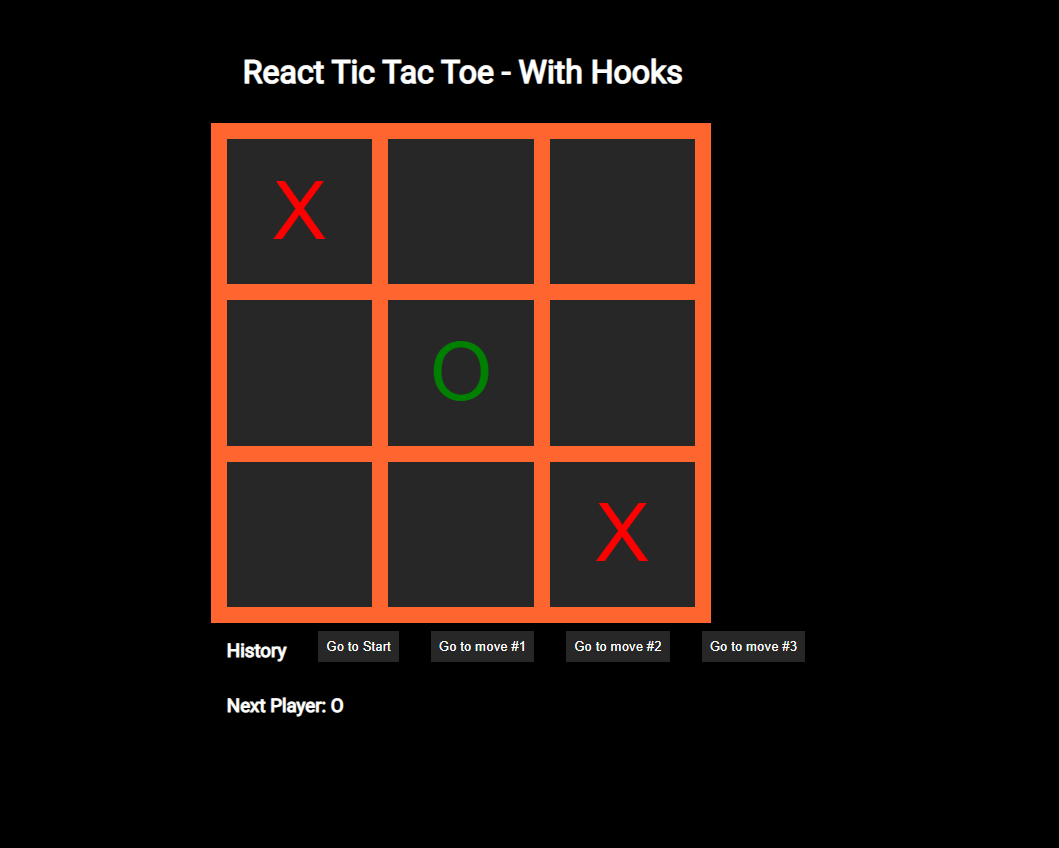 React Tic Tac Toe - With Hooks
X
O
X
History Go to Start Go to move #1 Go to move #2 Go to move #3
Next Player: O